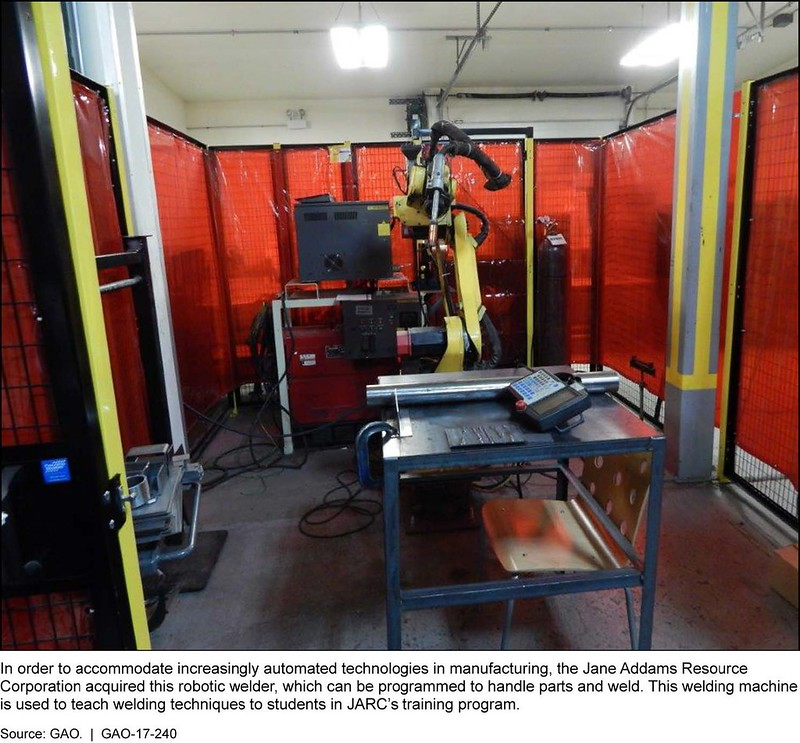 In order to accommodate increasingly automated technologies in manufacturing, the Jane Addams Resource
Corporation acquired this robotic welder, which can be programmed to handle parts and weld. This welding machine
is used to teach welding techniques to students in JARC’s training program.
Source: GAO. | GAO-17-240